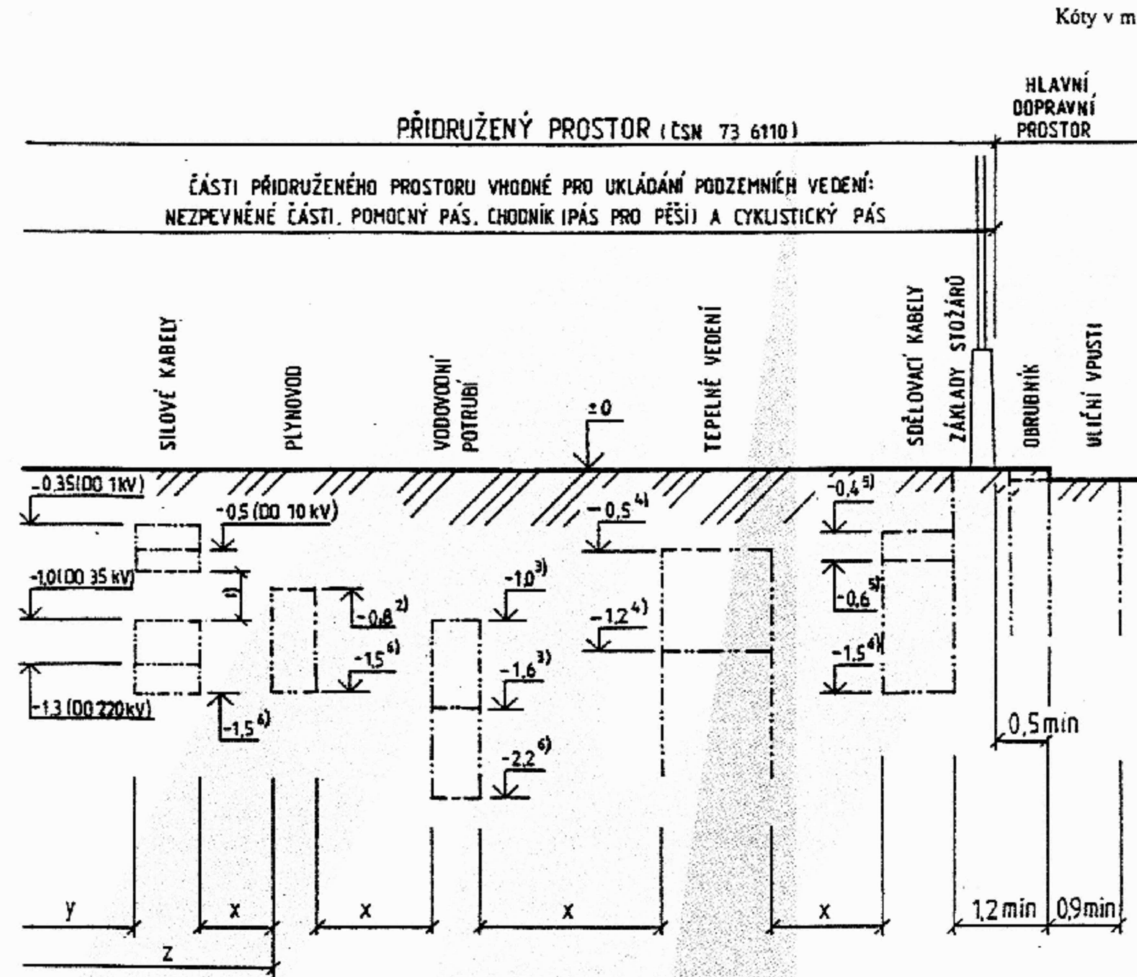 Kóty v m
HLAVNÍ
DOPRAVNÍ
PROSTOR
PŘIDRUŽENÝ PROSTOR (ČSN 73 6110)
ČÁSTI PŘIDRUŽENÉHO PROSTORU VHODNÉ PRO UKLÁDÁNÍ PODZEMNÍCH VEDENÍ:
NEZPEVNĚNÉ ČÁSTI, POMOCNÝ PÁS, CHODNÍK (PÁS PRO PĚŠÍ) A CYKLISTICKÝ PÁS
SILOVÉ KABELY
PLYNOVOD
VODOVODNÍ
POTRUBÍ
±0
TEPELNÉ VEDENÍ
SDĚLOVACÍ KABELY
ZÁKLADY STOŽÁRŮ
OBRUBNÍK
ULIČNÍ VPUSTI
-0,35 (DO 1kV)
-0,5 (DO 10 kV)
-0,5 4)
-0,4 5)
-1,0 (DO 35 kV)
1)
-0,8 2)
-1,0 3)
-1,2 4)
-0,6 5)
-1,5 6)
-1,6 3)
-1,5 6)
-1,3 (DO 220 kV)
-1,5 6)
-2,2 6)
0,5 min
y
x
x
x
x
1,2 min
0,9 min
z